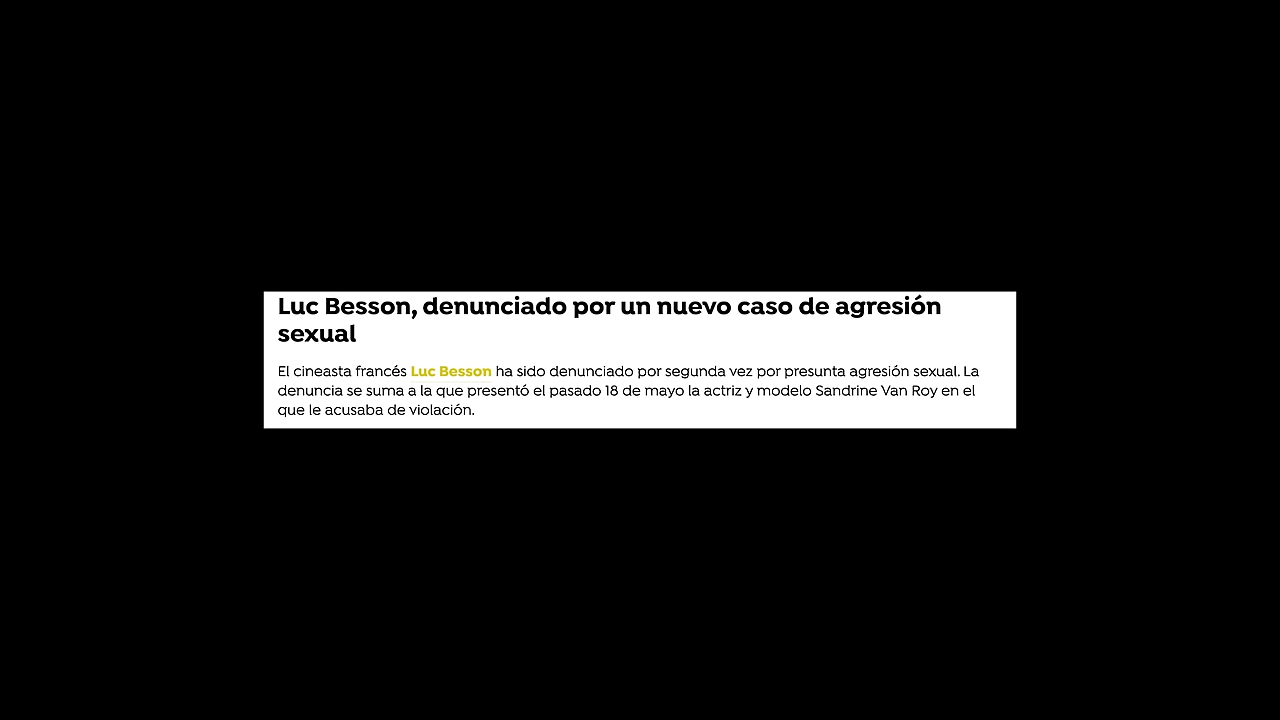 Luc Besson, denunciado por un nuevo caso de agresión
sexual
El cineasta francés Luc Besson ha sido denunciado por segunda vez por presunta agresión sexual. La
denuncia se suma a la que presentó el pasado 18 de mayo la actriz y modelo Sandrine Van Roy en el
que le acusaba de violación.